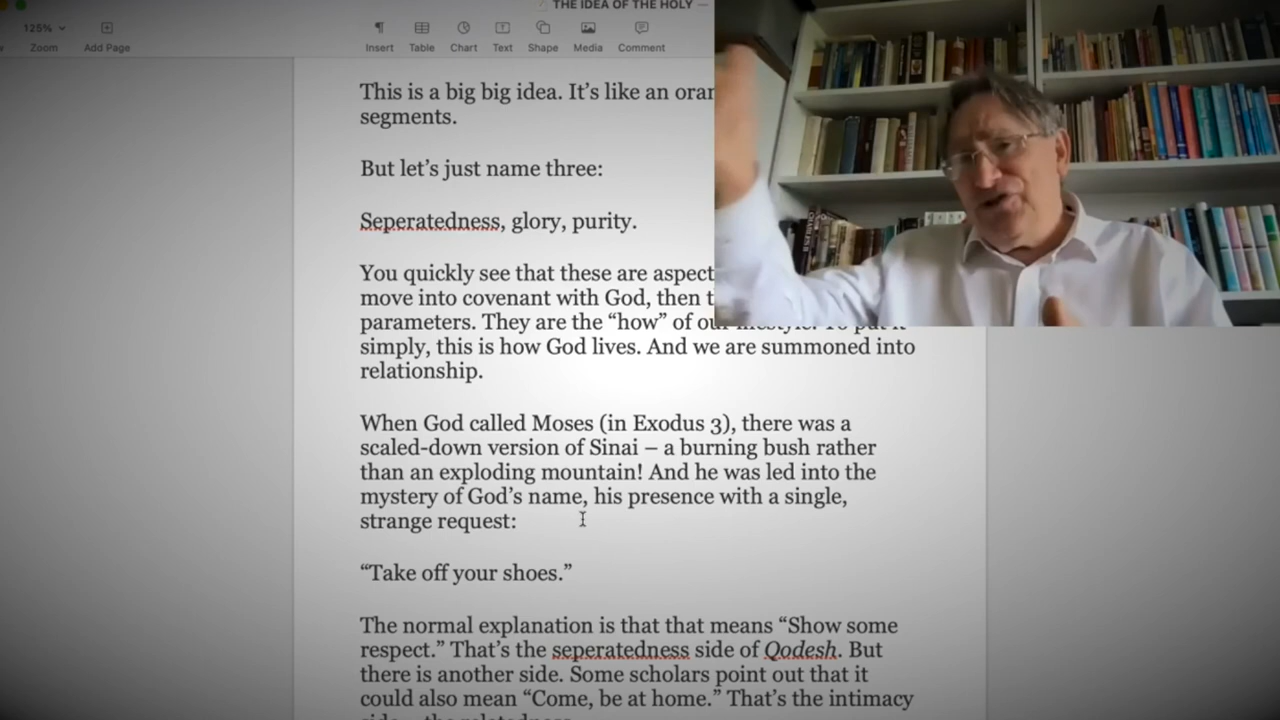 THE IDEA OF THE HOLY —
125%
Zoom
Add Page
Insert
Table
Chart
Text
Shape
Media
Comment
This is a big big idea. It’s like an
segments.
But let’s just name three:
Seperatedness, glory, purity.
You quickly see that these are
move into covenant with God, then
parameters. They are the “how” of
simply, this is how God lives. And we are summoned into
relationship.
When God called Moses (in Exodus 3), there was a
scaled-down version of Sinai – a burning bush rather
than an exploding mountain! And he was led into the
mystery of God’s name, his presence with a single,
strange request:
“Take off your shoes.”
The normal explanation is that that means “Show some
respect.” That’s the seperatedness side of Qodesh. But
there is another side. Some scholars point out that it
could also mean “Come, be at home.” That’s the intimacy